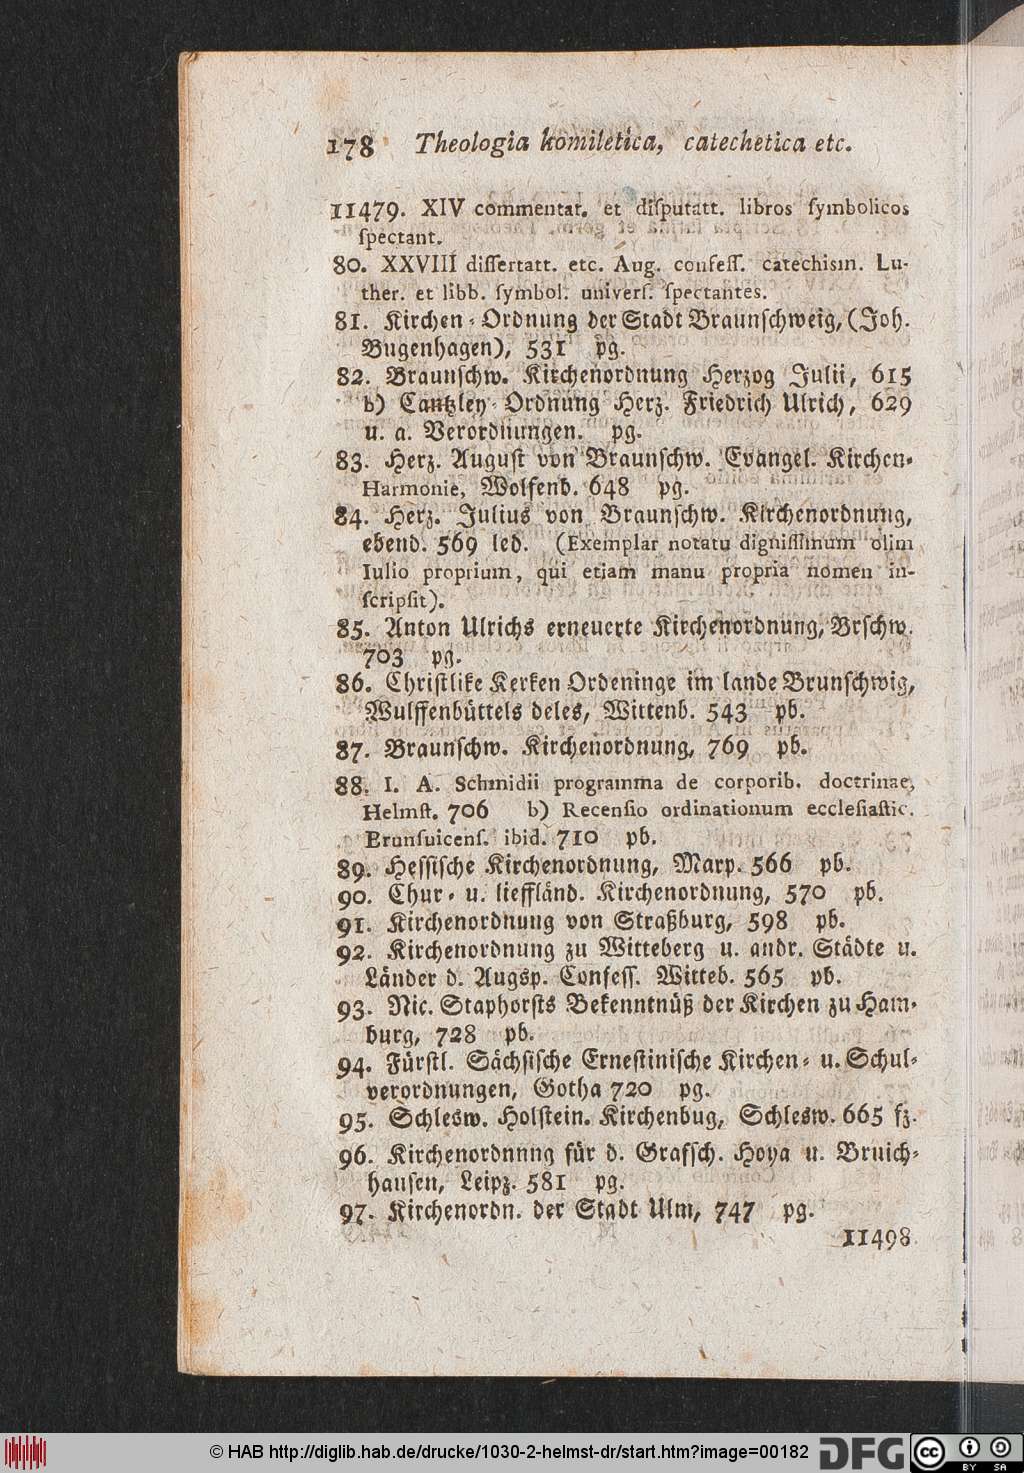 178 Theologia komiletica, catechetica etc.
11479. XIV commentat. et disputatt. libros symbolicos
spectant.
80. XXVIII dissertatt. etc. Aug. confess. catechism. Lu-
ther. et libb. symbol. univers. spectantes.
81. Kirchen-Ordnung der Stadt Braunschweig, (Joh.
Bugenhagen), 531 pg.
82. Braunschw. Kirchenordnung Herzog Julii, 615
b) Cantzley-Ordnung Herz. Friedrich Ulrich, 629
u. a. Verordnungen. pg.
83. Herz. August von Braunschw. Evangel. Kirchen-
Harmonie, Wolfenb. 648 pg.
84. Herz. Julius von Braunschw. Kirchenordnung,
ebend. 569 led. (Exemplar notatu dignissimum olim
Iulio proprium, qui etiam manu propria nomen in-
scripsit).
85. Anton Ulrichs erneuerte Kirchenordnung, Brschw.
703 pg.
86. Christlike Kerken Ordeninge im lande Brunschwig,
Wulffenbüttels deles, Wittenb. 543 pb.
87. Braunschw. Kirchenordnung, 769 pb.
88. I. A. Schmidii programma de corporib. doctrinae,
Helmst. 706 b) Recensio ordinationum ecclesiastic.
Brunsuicens. ibid. 710 pb.
89. Hessische Kirchenordnung, Marp. 566 pb.
90. Chur- u. lieffländ. Kirchenordnung, 570 pb.
91. Kirchenordnung von Straßburg, 598 pb.
92. Kirchenordnung zu Witteberg u. andr. Städte u.
Länder d. Augsp. Confess. Witteb. 565 pb.
93. Nic. Staphorsts Bekenntnüß der Kirchen zu Ham-
burg, 728 pb.
94. Fürstl. Sächsische Ernestinische Kirchen- u. Schul-
verordnungen, Gotha 720 pg.
95. Schlesw. Holstein. Kirchenbug, Schlesw. 665 fz.
96. Kirchenordnnng für d. Grafsch. Hoya u. Bruich-
hausen, Leipz. 581 pg.
97. Kirchenordn. der Stadt Ulm, 747 pg.
11498
© HAB http://diglib.hab.de/drucke/1030-2-helmst-dr/start.htm?image=00182 DFG cc BY SA